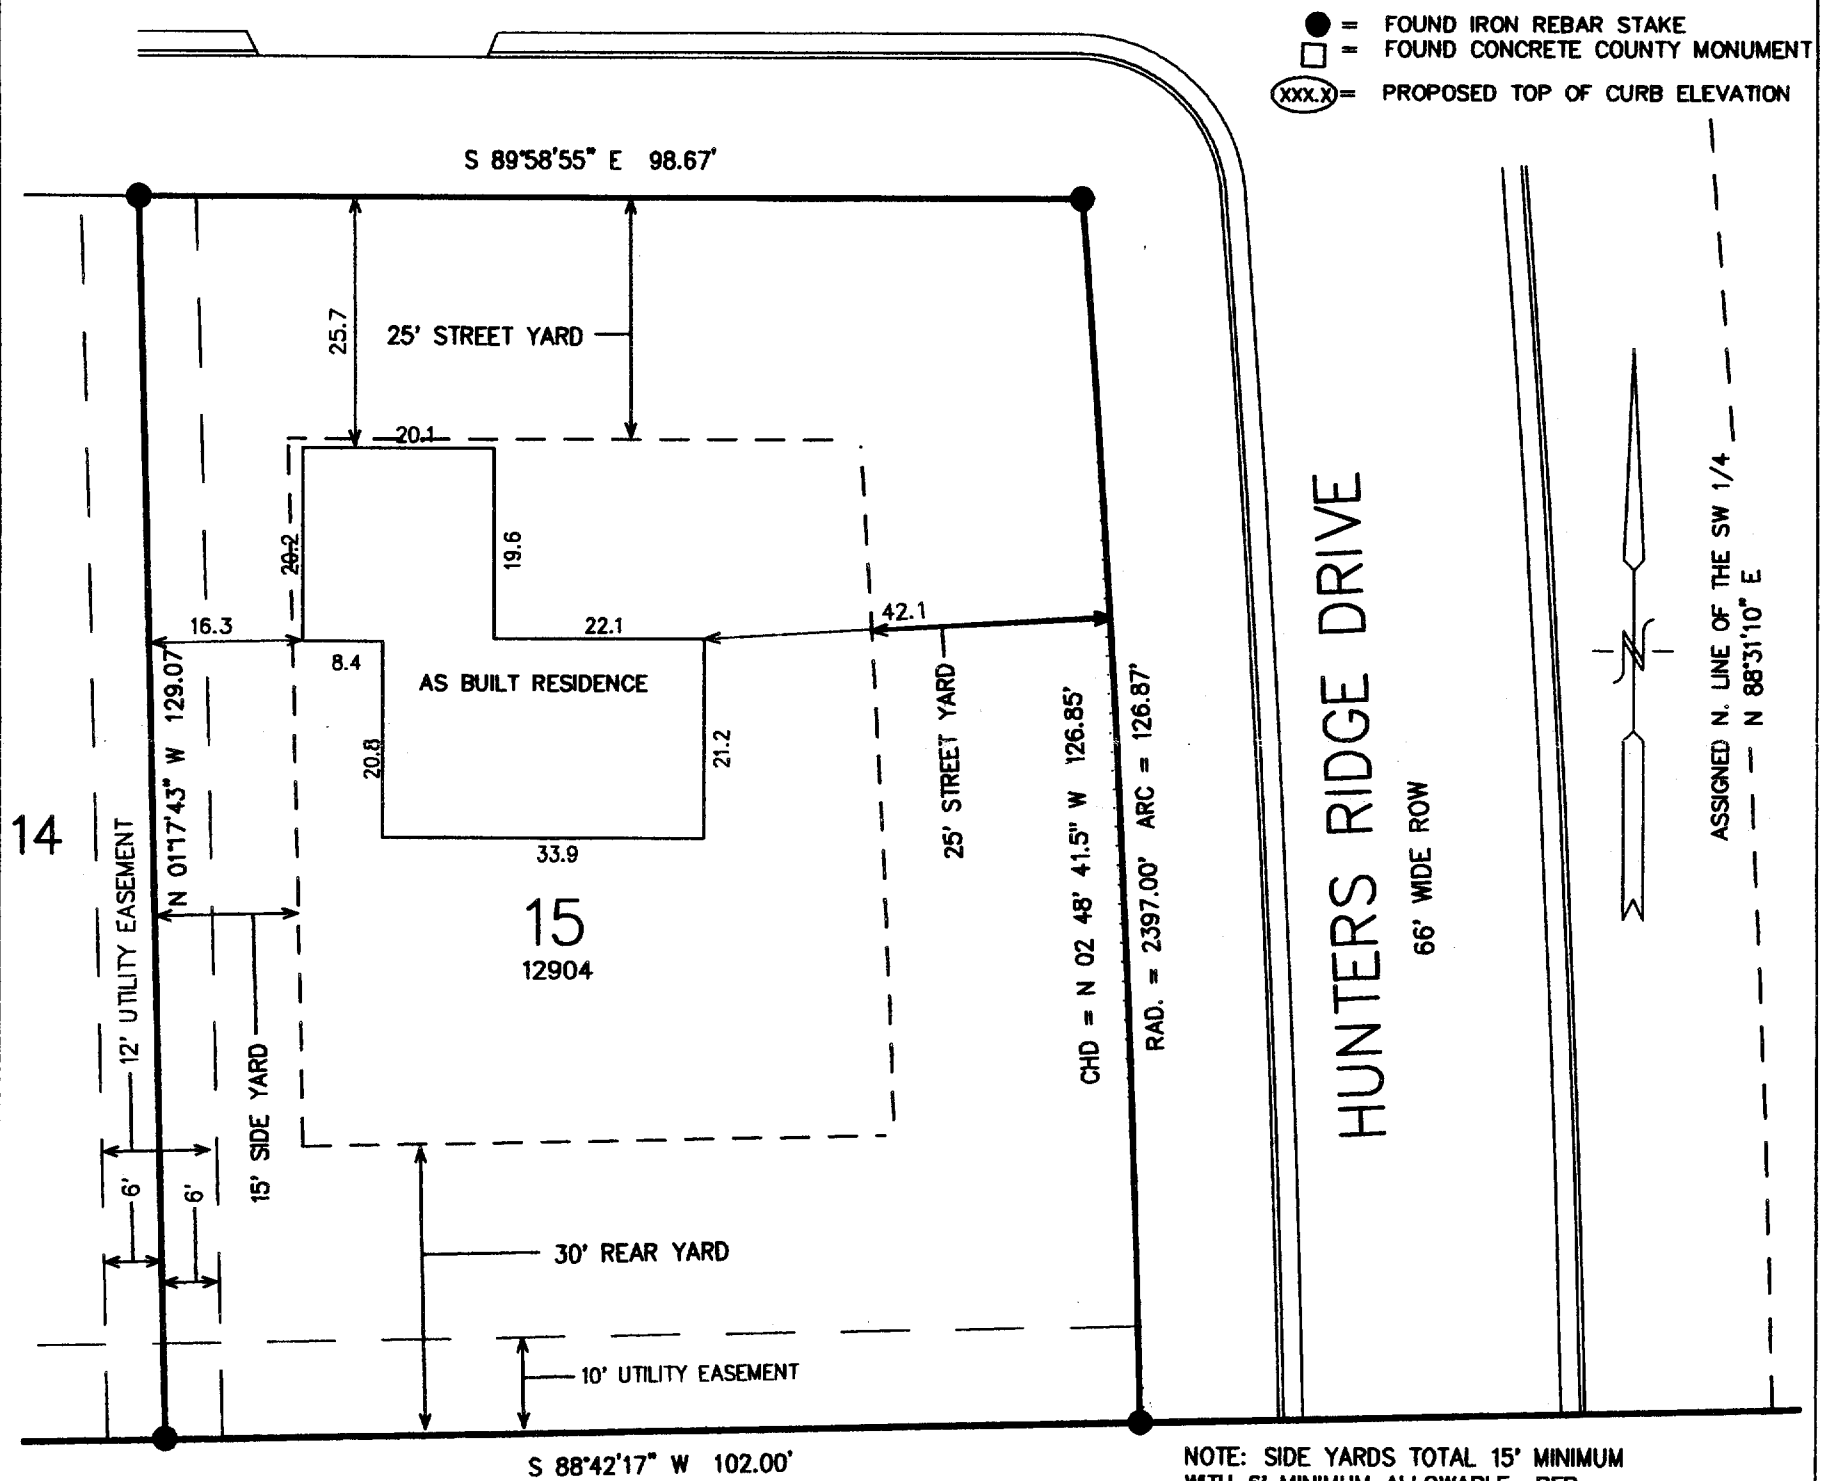 ● = FOUND IRON REBAR STAKE
□ = FOUND CONCRETE COUNTY MONUMENT
XXX.X = PROPOSED TOP OF CURB ELEVATION
S 89°58'55" E 98.67'
25.7
25' STREET YARD
20.1
20.2
19.6
16.3
22.1
42.1
8.4
AS BUILT RESIDENCE
N 01°17'43" W 129.07'
20.8
21.2
25' STREET YARD
33.9
14
15
12904
12' UTILITY EASEMENT
15' SIDE YARD
6'
6'
CHD = N 02 48' 41.5" W 126.85'
RAD. = 2397.00' ARC = 126.87'
HUNTERS RIDGE DRIVE
66' WIDE ROW
N
ASSIGNED N. LINE OF THE SW 1/4
N 88°31'10" E
30' REAR YARD
10' UTILITY EASEMENT
S 88°42'17" W 102.00'
NOTE: SIDE YARDS TOTAL 15' MINIMUM
MINIMUM ALLOWABLE